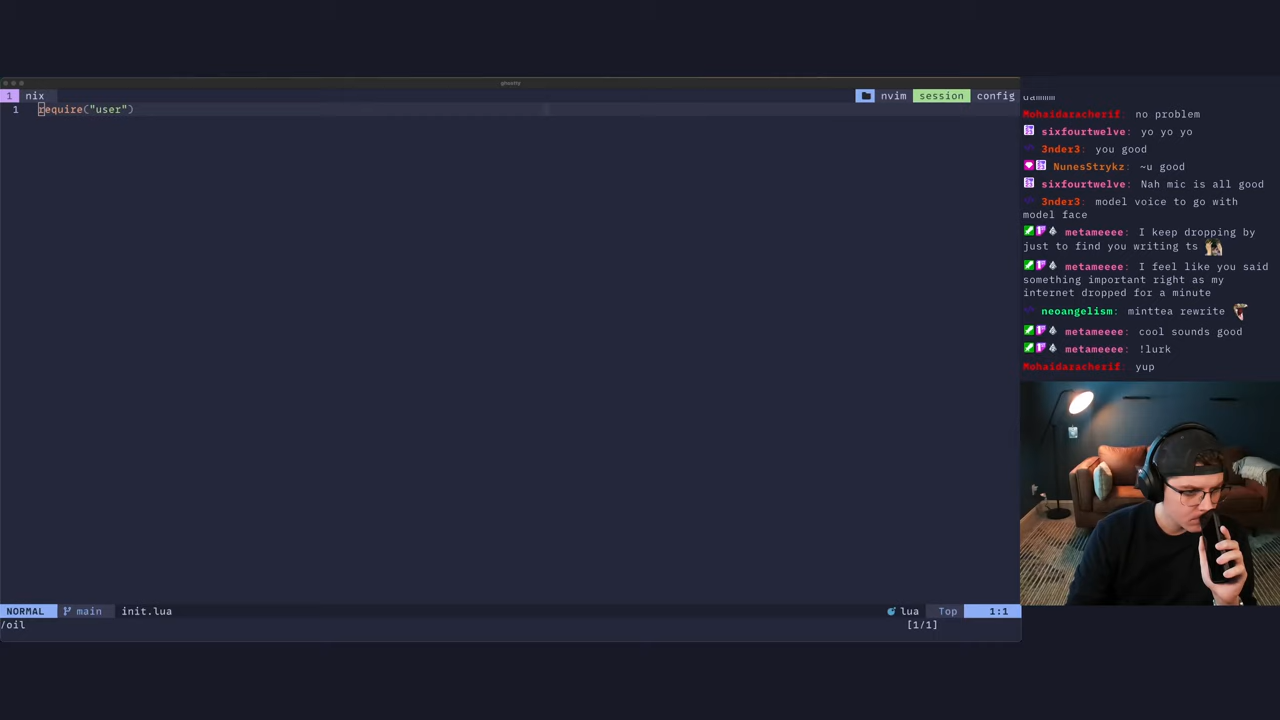 ghostty
1 nix nvim session config
1 require("user")
NORMAL main init.lua lua Top 1:1
/oil [1/1]
Mohaidaracherif: no problem
sixfourtwelve: yo yo yo
3nder3: you good
NunesStrykz: ~u good
sixfourtwelve: Nah mic is all good
3nder3: model voice to go with
model face
metameeee: I keep dropping by
just to find you writing ts
metameeee: I feel like you said
something important right as my
internet dropped for a minute
neoangelism: minttea rewrite
metameeee: cool sounds good
metameeee: !lurk
Mohaidaracherif: yup